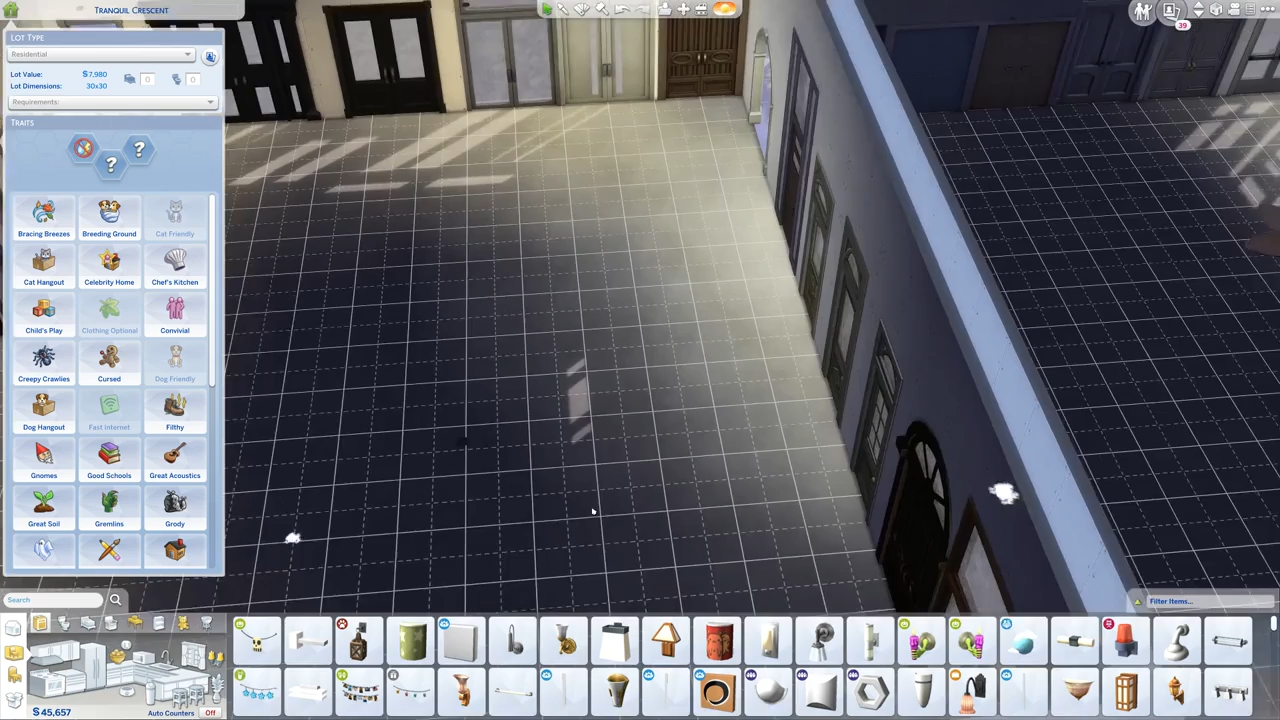 TRANQUIL CRESCENT
39
LOT TYPE
Residential
Lot Value: $7,980
0
0
Lot Dimensions: 30x30
Requirements:
TRAITS
? ?
Bracing Breezes Breeding Ground Cat Friendly
Cat Hangout Celebrity Home Chef's Kitchen
Child's Play Clothing Optional Convivial
Creepy Crawlies Cursed Dog Friendly
Dog Hangout Fast Internet Filthy
Gnomes Good Schools Great Acoustics
Great Soil Gremlins Grody
Search
Filter Items...
$45,657
Auto Counters Off